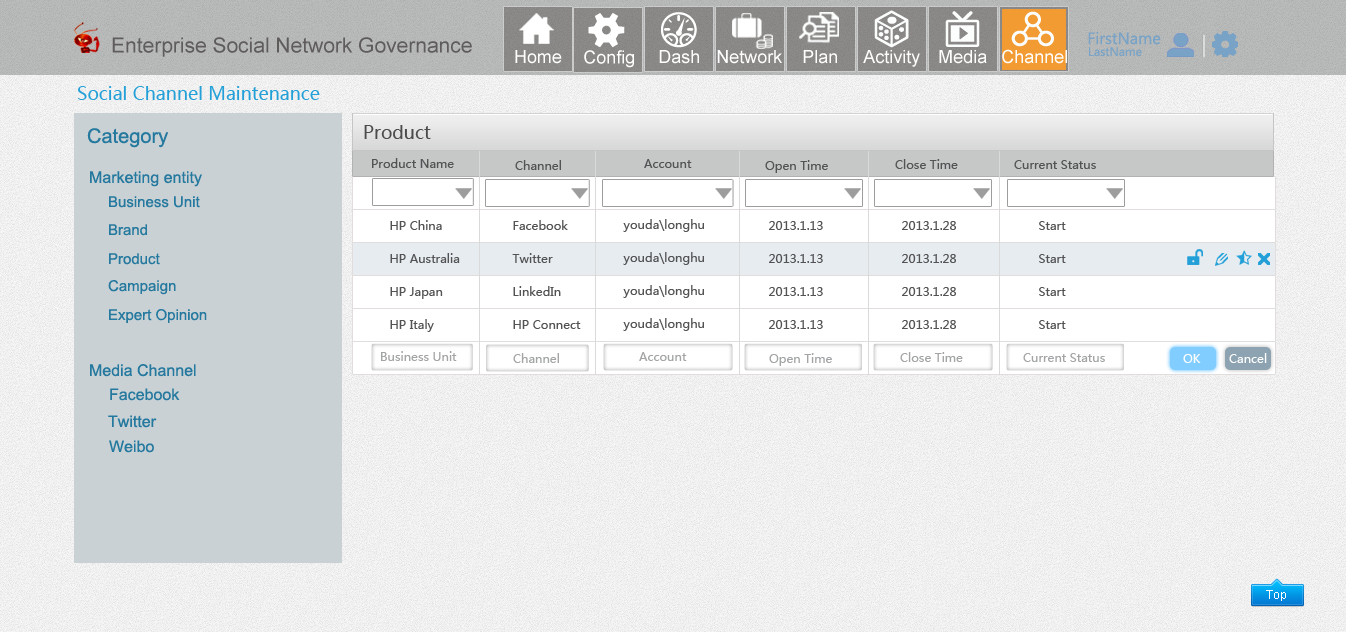 Enterprise Social Network Governance
Home Config Dash Network Plan Activity Media Channel
FirstName
LastName
Social Channel Maintenance
Category
Marketing entity
Business Unit
Brand
Product
Campaign
Expert Opinion
Media Channel
Facebook
Twitter
Weibo
Product
Product Name Channel Account Open Time Close Time Current Status
HP China Facebook youda\longhu 2013.1.13 2013.1.28 Start
HP Australia Twitter youda\longhu 2013.1.13 2013.1.28 Start
HP Japan LinkedIn youda\longhu 2013.1.13 2013.1.28 Start
HP Italy HP Connect youda\longhu 2013.1.13 2013.1.28 Start
Business Unit Channel Account Open Time Close Time Current Status OK Cancel
Top